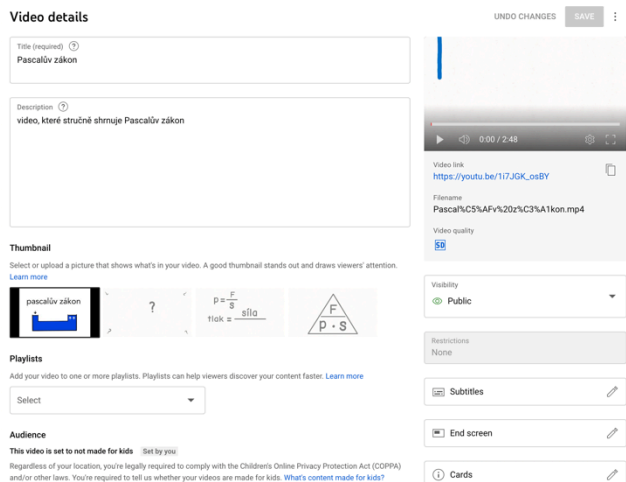 Video details
UNDO CHANGES
SAVE
Title (required)
Pascalův zákon
Description
video, které stručně shrnuje Pascalův zákon
0:00 / 2:48
Video link
https://youtu.be/1i7JGK_osBY
Filename
Pascal%C5%AFv%20z%C3%A1kon.mp4
Video quality
SD
Thumbnail
Select or upload a picture that shows what's in your video. A good thumbnail stands out and draws viewers' attention.
Learn more
pascalův zákon
?
p = F
S
tlak = síla
F
p · S
Visibility
Public
Restrictions
None
Playlists
Add your video to one or more playlists. Playlists can help viewers discover your content faster. Learn more
Select
Subtitles
End screen
Cards
Audience
This video is set to not made for kids Set by you
Regardless of your location, you're legally required to comply with the Children's Online Privacy Protection Act (COPPA)
and/or other laws. You're required to tell us whether your videos are made for kids. What's content made for kids?